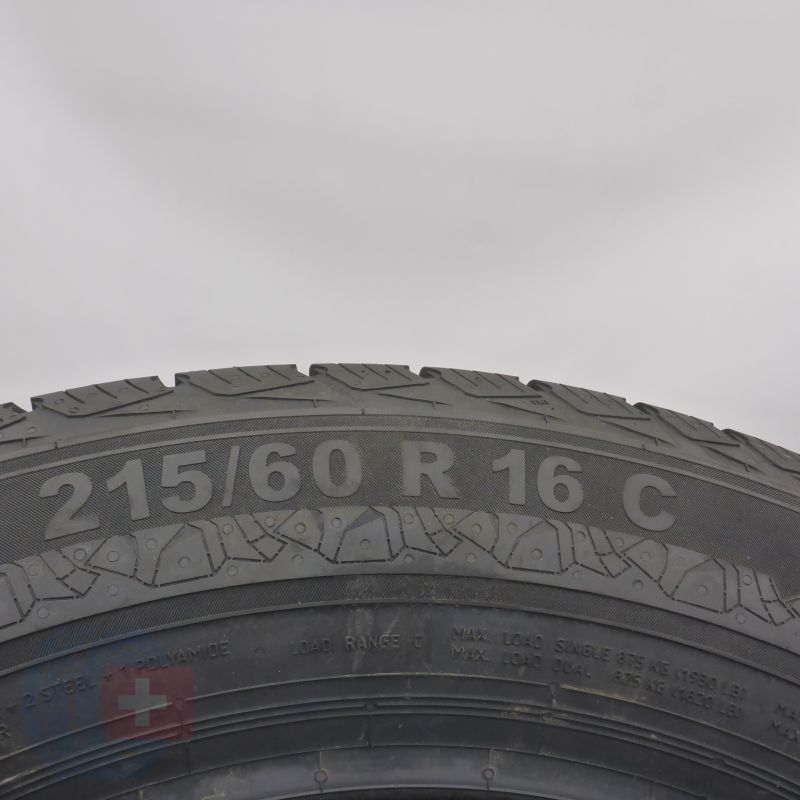 215/60 R 16 C
+ 2 STEEL + 1 POLYAMIDE
LOAD RANGE C
MAX. LOAD SINGLE 875 KG (1930 LB)
MAX. LOAD DUAL 825 KG (1820 LB)